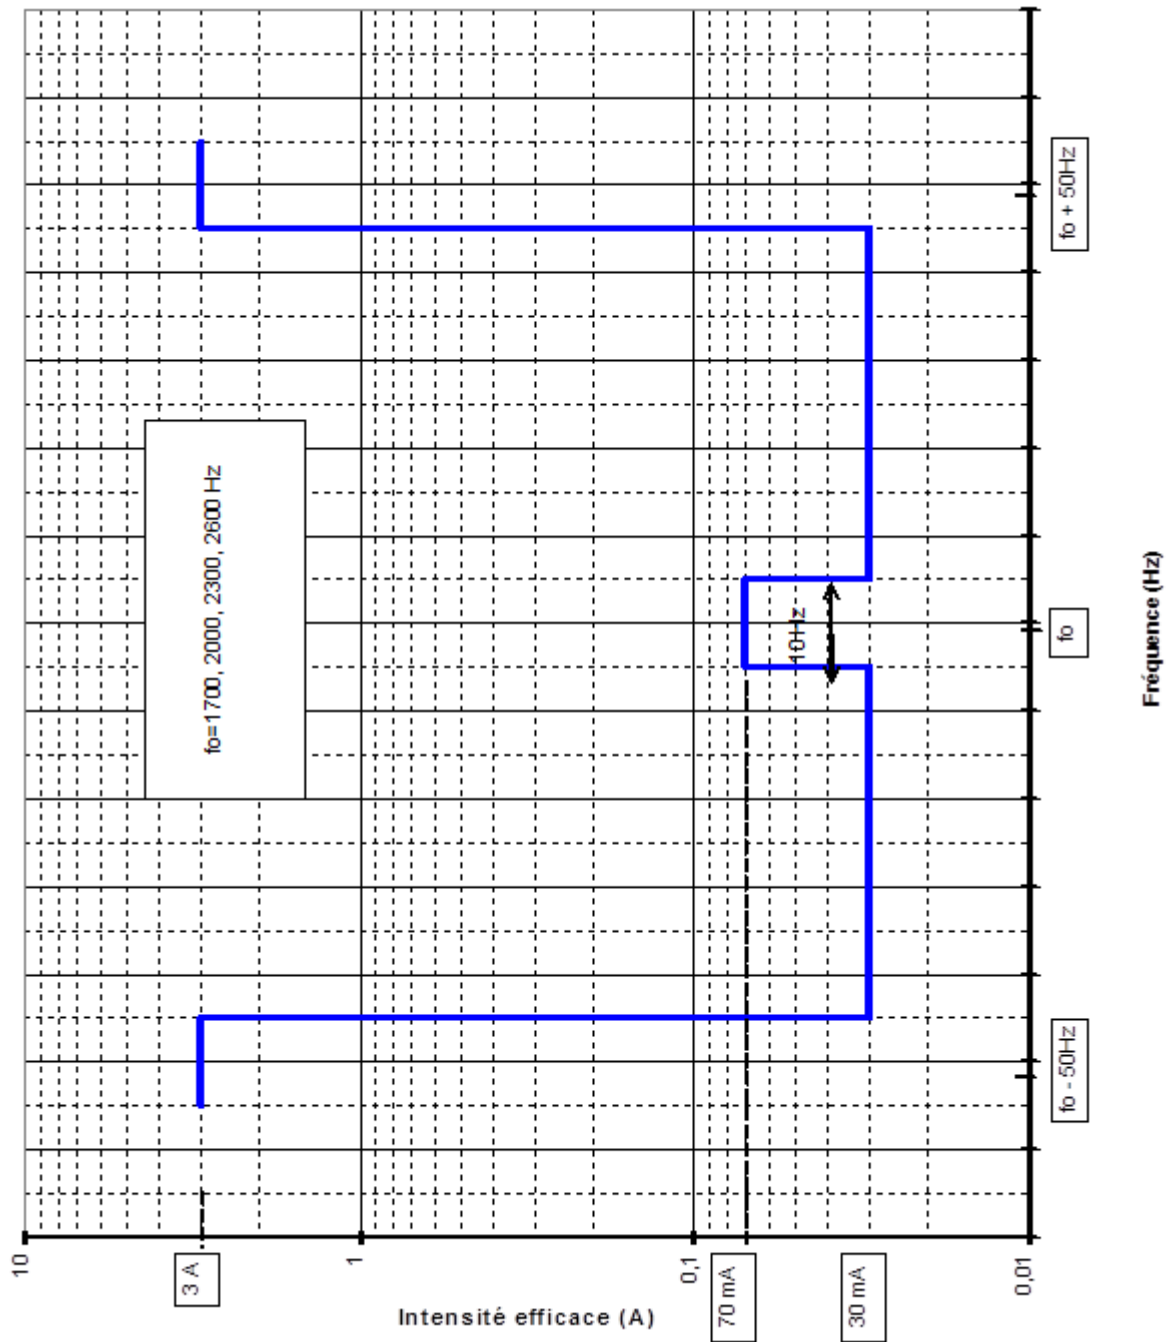 fo=1700, 2000, 2300, 2600 Hz
10Hz
10
3 A
1
0,1
70 mA
30 mA
0,01
Intensité efficace (A)
fo - 50Hz
fo
fo + 50Hz
Fréquence (Hz)